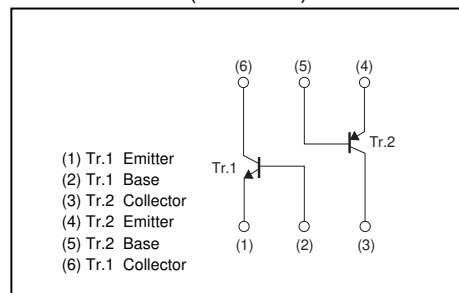 (6) (5) (4)
Tr.1 Tr.2
(1) Tr.1 Emitter
(2) Tr.1 Base
(3) Tr.2 Collector
(4) Tr.2 Emitter
(5) Tr.2 Base
(6) Tr.1 Collector
(1) (2) (3)